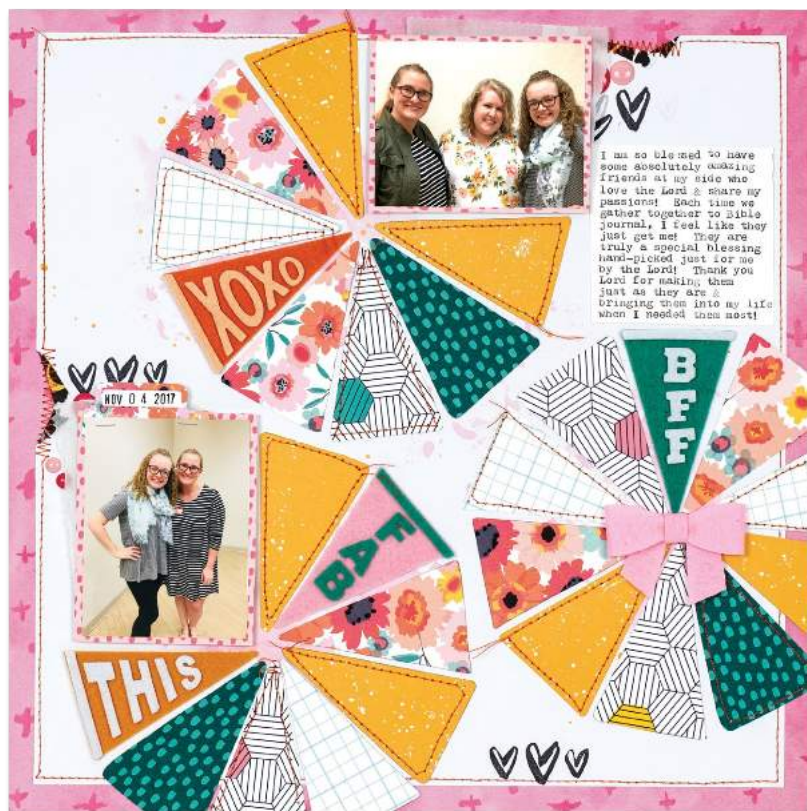 I am so blessed to have
some absolutely amazing
friends at my side who
love the Lord & share my
passions! Each time we
gather together to Bible
journal, I feel like they
just get me! They are
truly a special blessing
hand-picked just for me
by the Lord! Thank you
Lord for making them
just as they are &
bringing them into my life
when I needed them most!
XOXO
BFF
NOV 04 2017
FAB
THIS